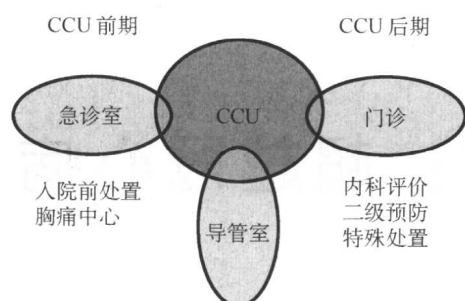 CCU 前期
CCU 后期
急诊室
CCU
门诊
入院前处置
胸痛中心
导管室
内科评价
二级预防
特殊处置